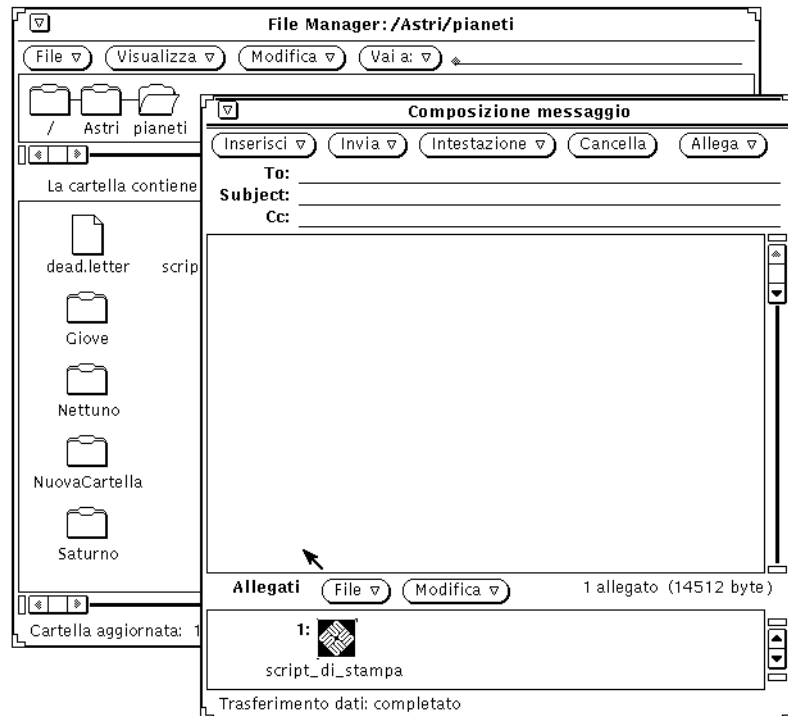 File Manager: /Astri/pianeti
File Visualizza Modifica Vai a:
/ Astri pianeti
La cartella contiene
dead.letter scrip
Giove
Nettuno
NuovaCartella
Saturno
Cartella aggiornata: 1
Composizione messaggio
Inserisci Invia Intestazione Cancella Allega
To:
Subject:
Cc:
Allegati File Modifica 1 allegato (14512 byte)
1:
script_di_stampa
Trasferimento dati: completato